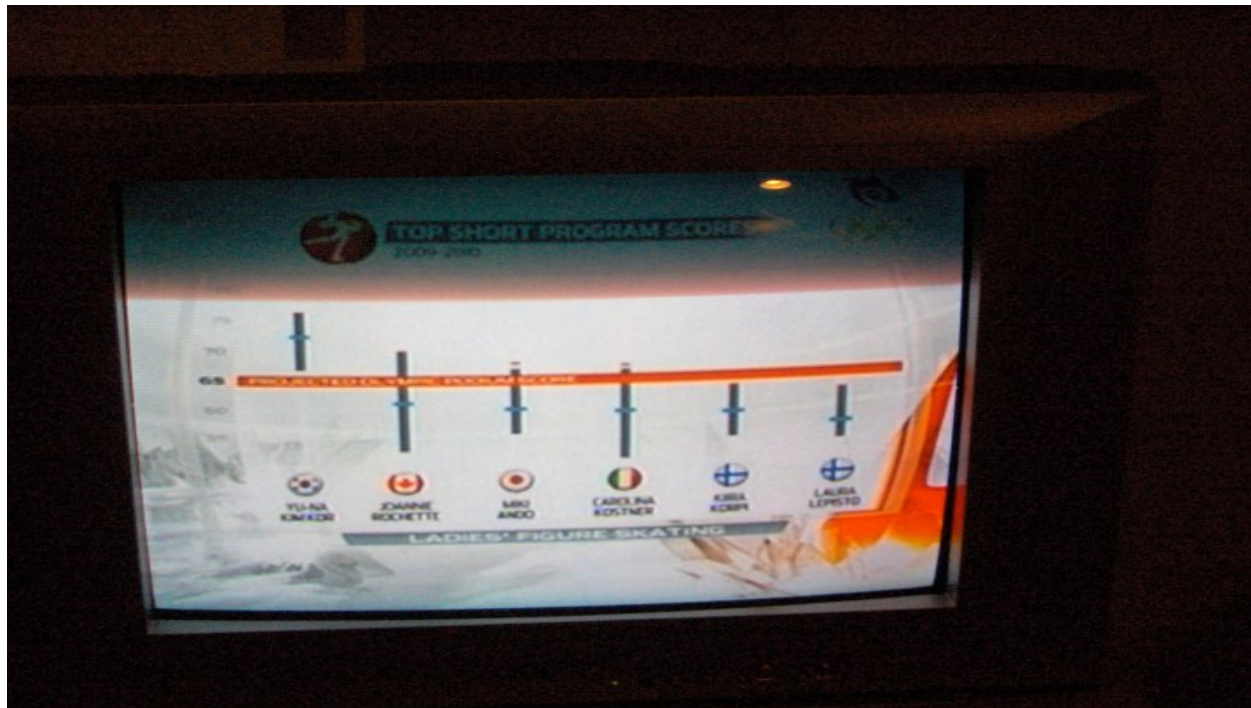 TOP SHORT PROGRAM SCORE
2009-2010
75
70
65 PROJECTED OLYMPIC PODIUM SCORE
60
YU-NA
KIM KOR
JOANNIE
ROCHETTE
MIKI
ANDO
CAROLINA
KOSTNER
KIIRA
KORPI
LAURA
LEPISTO
LADIES' FIGURE SKATING